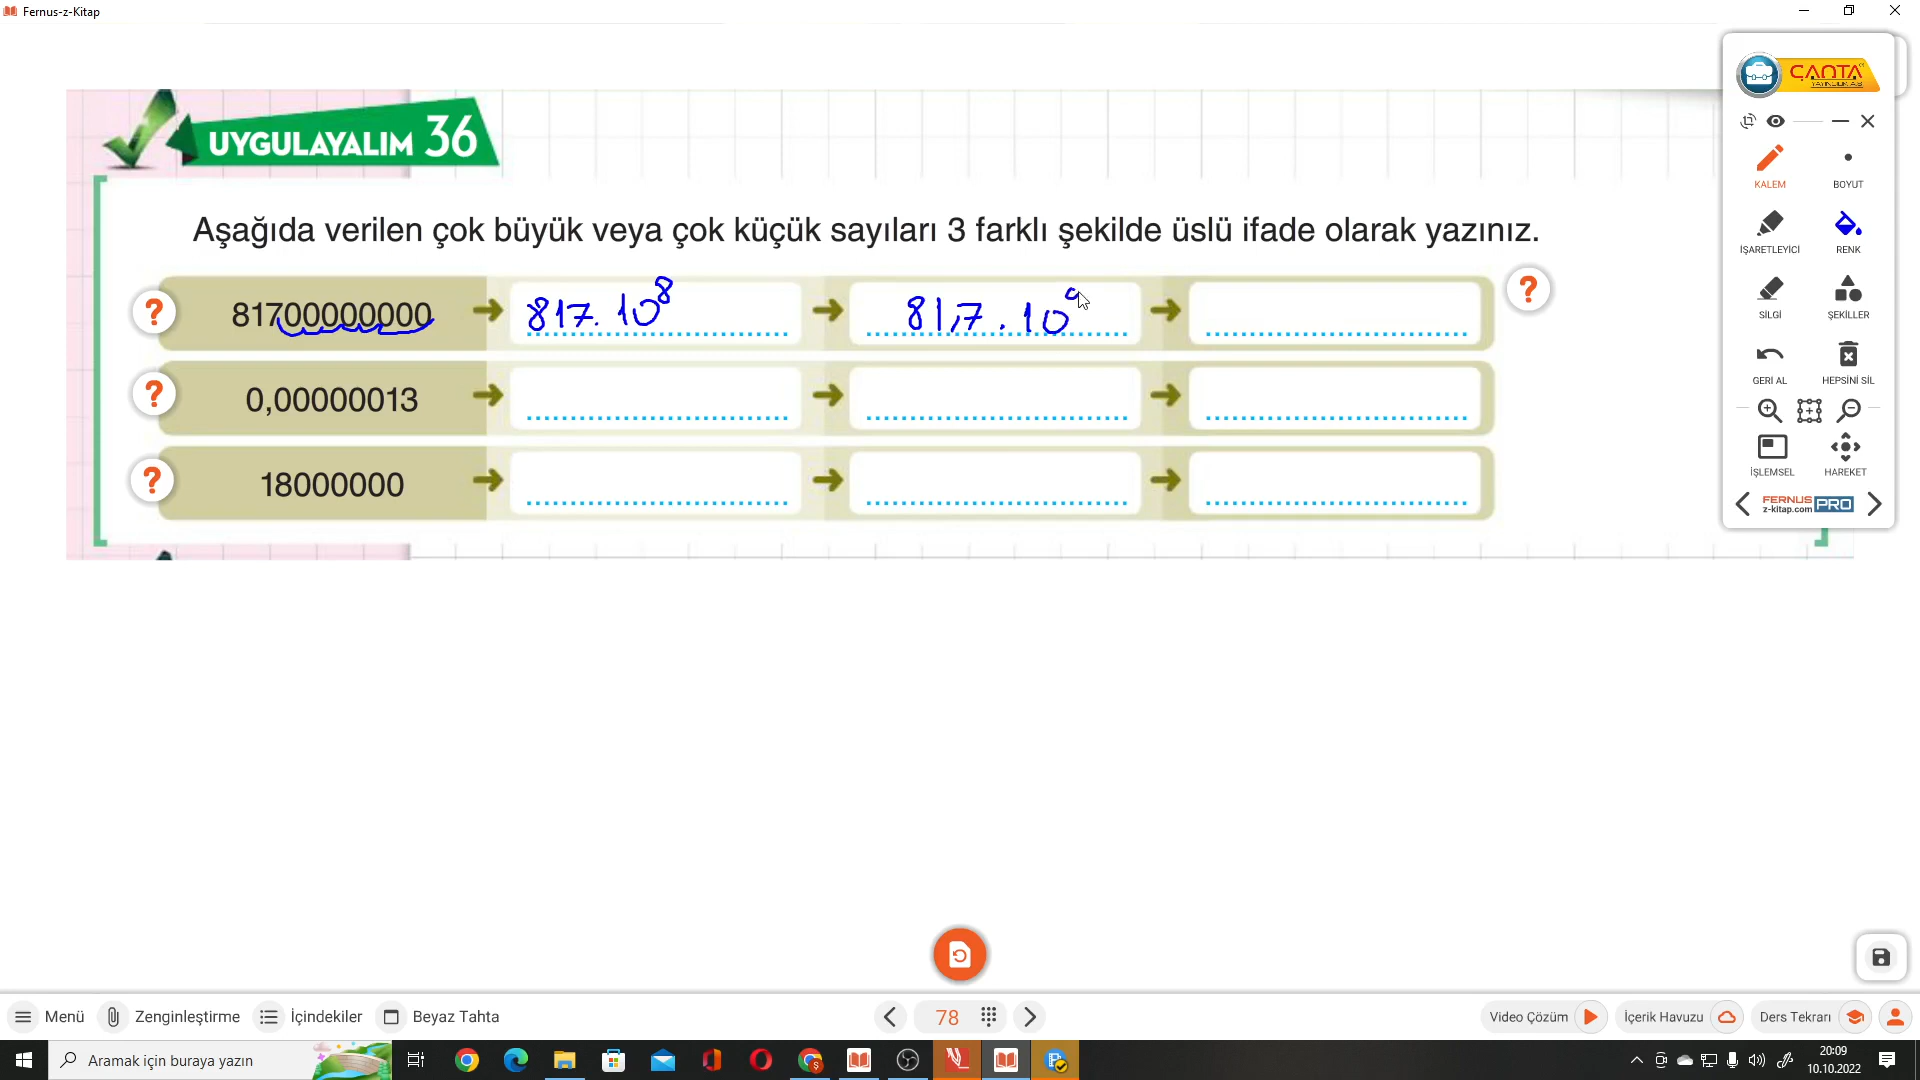 Fernus-z-Kitap
ÇANTA
YAYINCILIK A.Ş.
UYGULAYALIM 36
Aşağıda verilen çok büyük veya çok küçük sayıları 3 farklı şekilde üslü ifade olarak yazınız.
? 81700000000 817. 10⁸ 81,7 . 10 ?
? 0,00000013
? 18000000
KALEM BOYUT
İŞARETLEYİCİ RENK
SİLGİ ŞEKİLLER
GERİ AL HEPSİNİ SİL
İŞLEMSEL HAREKET
FERNUS PRO
z-kitap.com
Menü Zenginleştirme İçindekiler Beyaz Tahta 78 Video Çözüm İçerik Havuzu Ders Tekrarı
Aramak için buraya yazın
20:09
10.10.2022